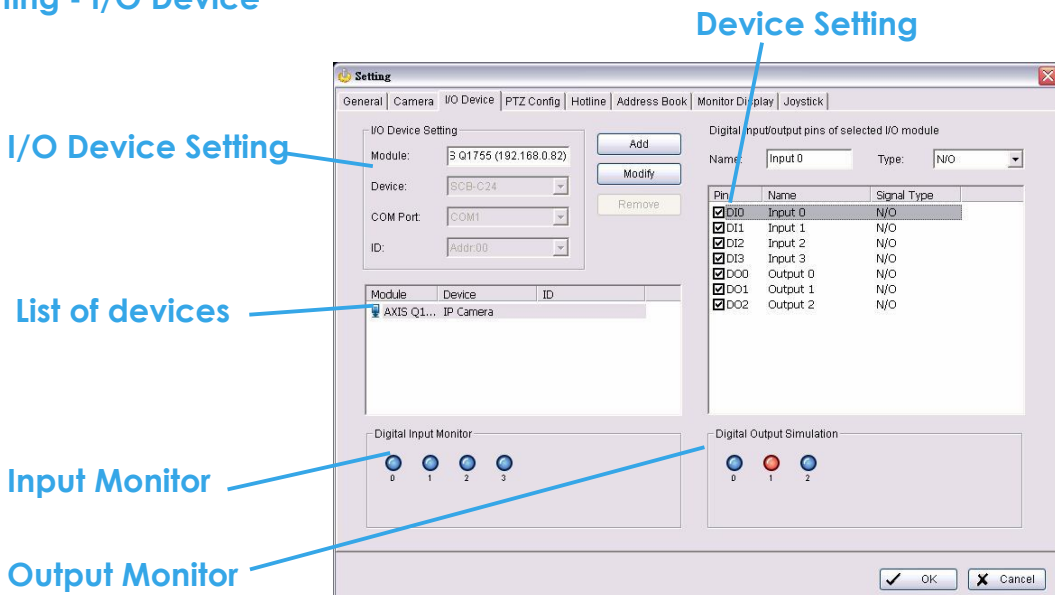 ting - I/O Device
Device Setting
Setting
General Camera I/O Device PTZ Config Hotline Address Book Monitor Display Joystick
I/O Device Setting
I/O Device Setting
Module: S Q1755 (192.168.0.82)
Device: SCB-C24
COM Port: COM1
ID: Addr:00
Add
Modify
Remove
Digital input/output pins of selected I/O module
Name: Input 0 Type: N/O
Pin Name Signal Type
DI0 Input 0 N/O
DI1 Input 1 N/O
DI2 Input 2 N/O
DI3 Input 3 N/O
DO0 Output 0 N/O
DO1 Output 1 N/O
DO2 Output 2 N/O
List of devices
Module Device ID
AXIS Q1... IP Camera
Input Monitor
Digital Input Monitor
0 1 2 3
Output Monitor
Digital Output Simulation
0 1 2
OK Cancel